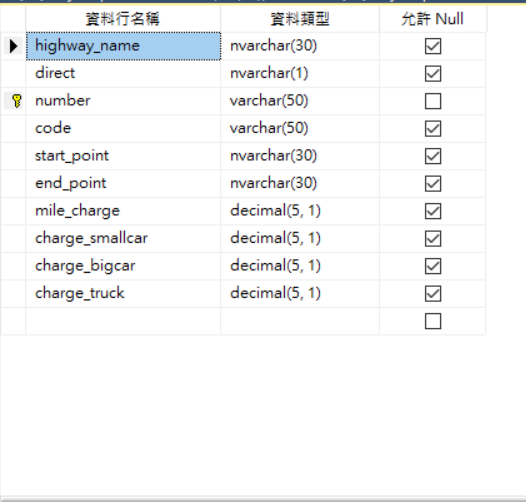 資料行名稱 資料類型 允許 Null
highway_name nvarchar(30)
direct nvarchar(1)
number varchar(50)
code varchar(50)
start_point nvarchar(30)
end_point nvarchar(30)
mile_charge decimal(5, 1)
charge_smallcar decimal(5, 1)
charge_bigcar decimal(5, 1)
charge_truck decimal(5, 1)